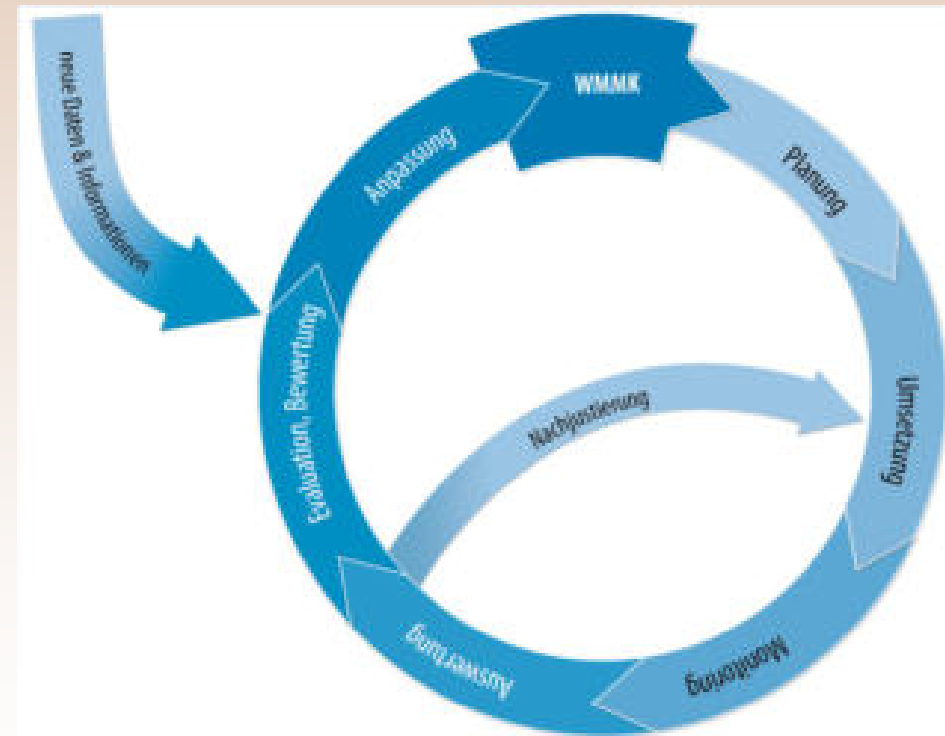 neue Daten & Informationen
WMMK
Planung
Umsetzung
Monitoring
Auswertung
Evaluation, Bewertung
Anpassung
Nachjustierung